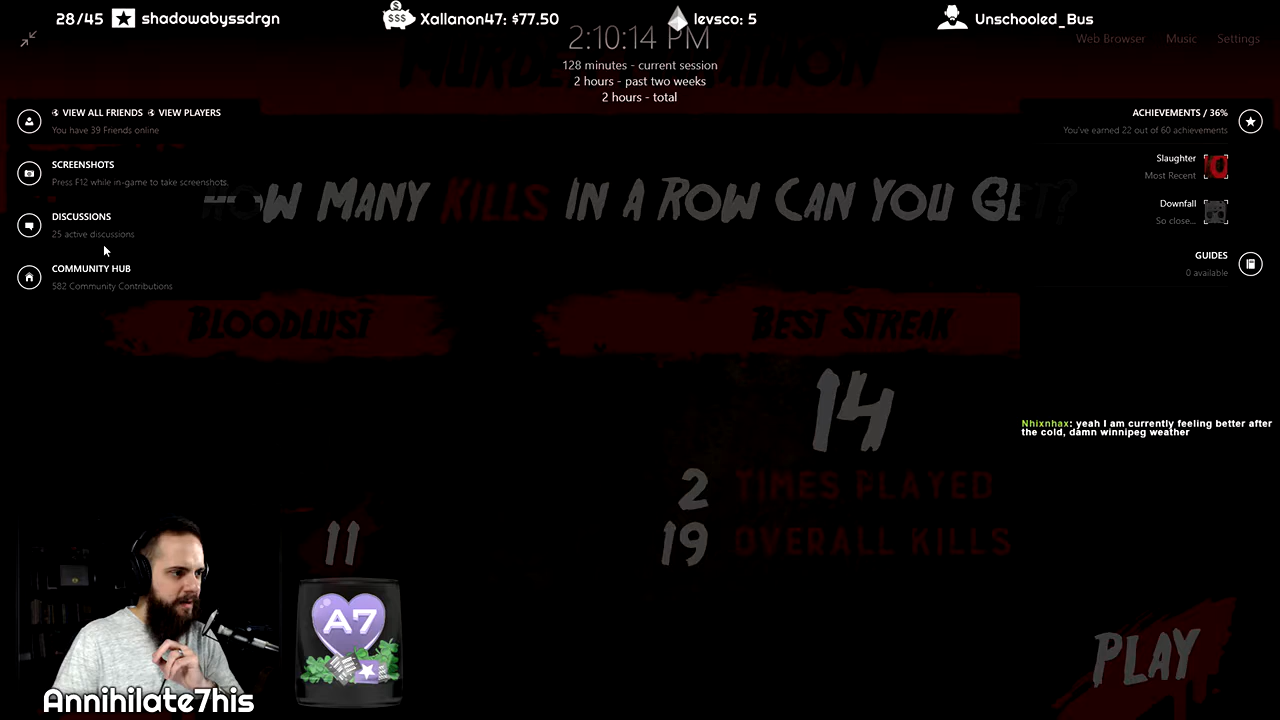 28/45 shadowabyssdrgn
Xallanon47: $77.50
levsco: 5
Unschooled_Bus
$$$
2:10:14 PM
128 minutes - current session
2 hours - past two weeks
2 hours - total
Web Browser Music Settings
VIEW ALL FRIENDS VIEW PLAYERS
You have 39 Friends online
SCREENSHOTS
Press F12 while in-game to take screenshots.
DISCUSSIONS
25 active discussions
COMMUNITY HUB
582 Community Contributions
ACHIEVEMENTS / 36%
You've earned 22 out of 60 achievements
Slaughter
Most Recent
Downfall
So close...
GUIDES
0 available
HOW MANY KILLS IN A ROW CAN YOU GET?
BLOODLUST
BEST STREAK
14
2 TIMES PLAYED
19 OVERALL KILLS
11
Nhixnhax: yeah I am currently feeling better after
the cold, damn winnipeg weather
A7
PLAY
Annihilate7his